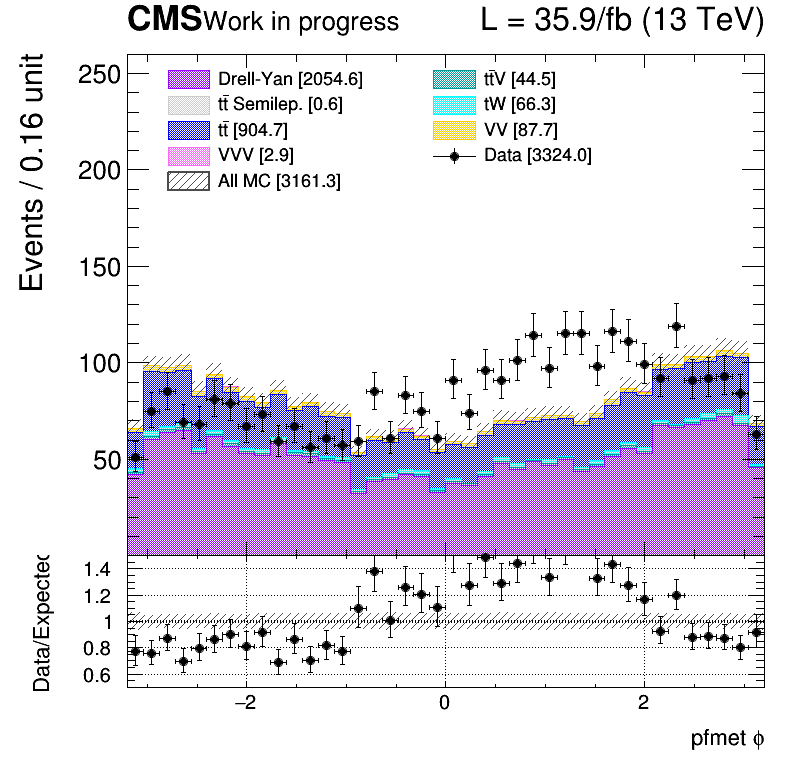 CMS Work in progress L = 35.9/fb (13 TeV)
Events / 0.16 unit
250
200
150
100
50
Drell-Yan [2054.6]
tt̄ Semilep. [0.6]
tt̄ [904.7]
VVV [2.9]
All MC [3161.3]
tt̄V [44.5]
tW [66.3]
VV [87.7]
Data [3324.0]
Data/Expected
1.4
1.2
1
0.8
0.6
−2 0 2
pfmet ϕ